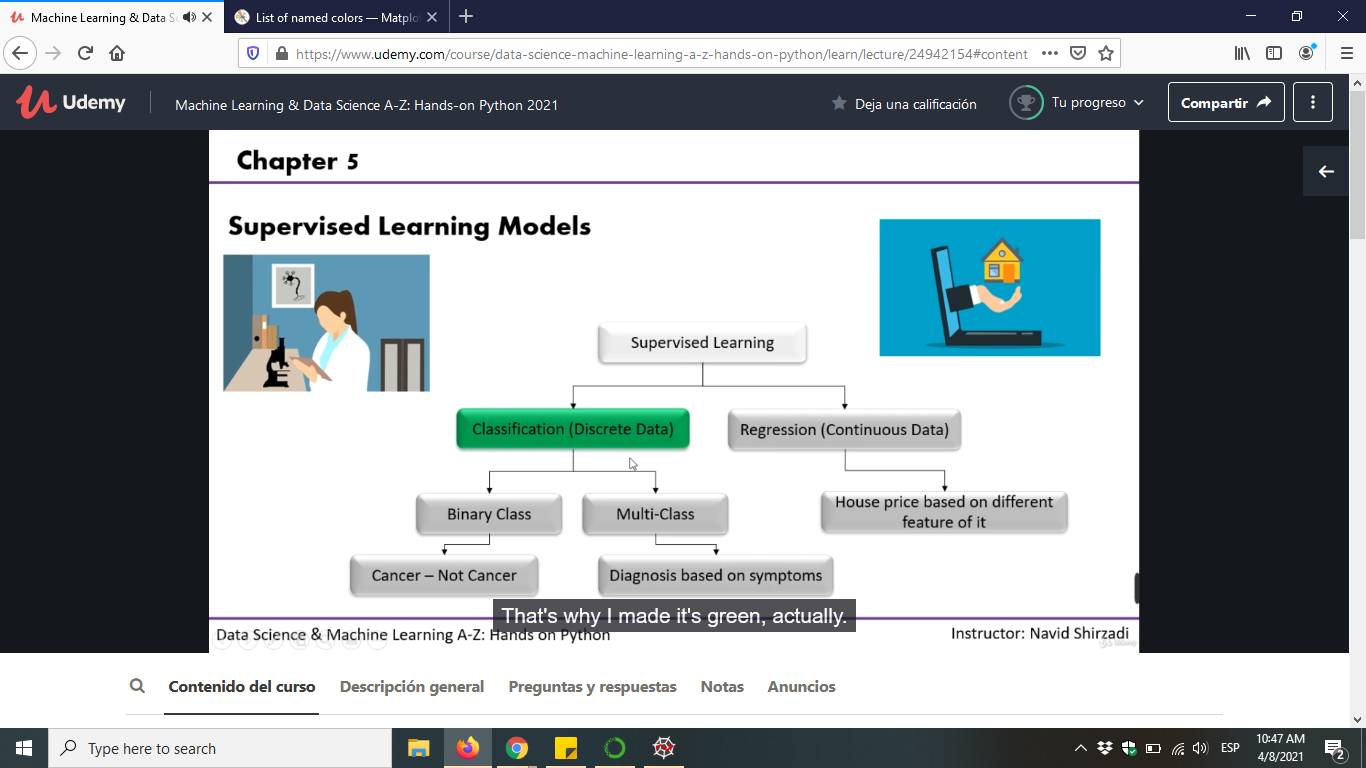 Machine Learning & Data Sc
List of named colors — Matplo
https://www.udemy.com/course/data-science-machine-learning-a-z-hands-on-python/learn/lecture/24942154#content
Udemy
Machine Learning & Data Science A-Z: Hands-on Python 2021
Deja una calificación
Tu progreso
Compartir
Chapter 5
Supervised Learning Models
Supervised Learning
Classification (Discrete Data)
Regression (Continuous Data)
Binary Class
Multi-Class
House price based on different
feature of it
Cancer – Not Cancer
Diagnosis based on symptoms
That's why I made it's green, actually.
Data Science & Machine Learning A-Z: Hands on Python
Instructor: Navid Shirzadi
Udemy
Contenido del curso
Descripción general
Preguntas y respuestas
Notas
Anuncios
Type here to search
ESP
10:47 AM
4/8/2021
2